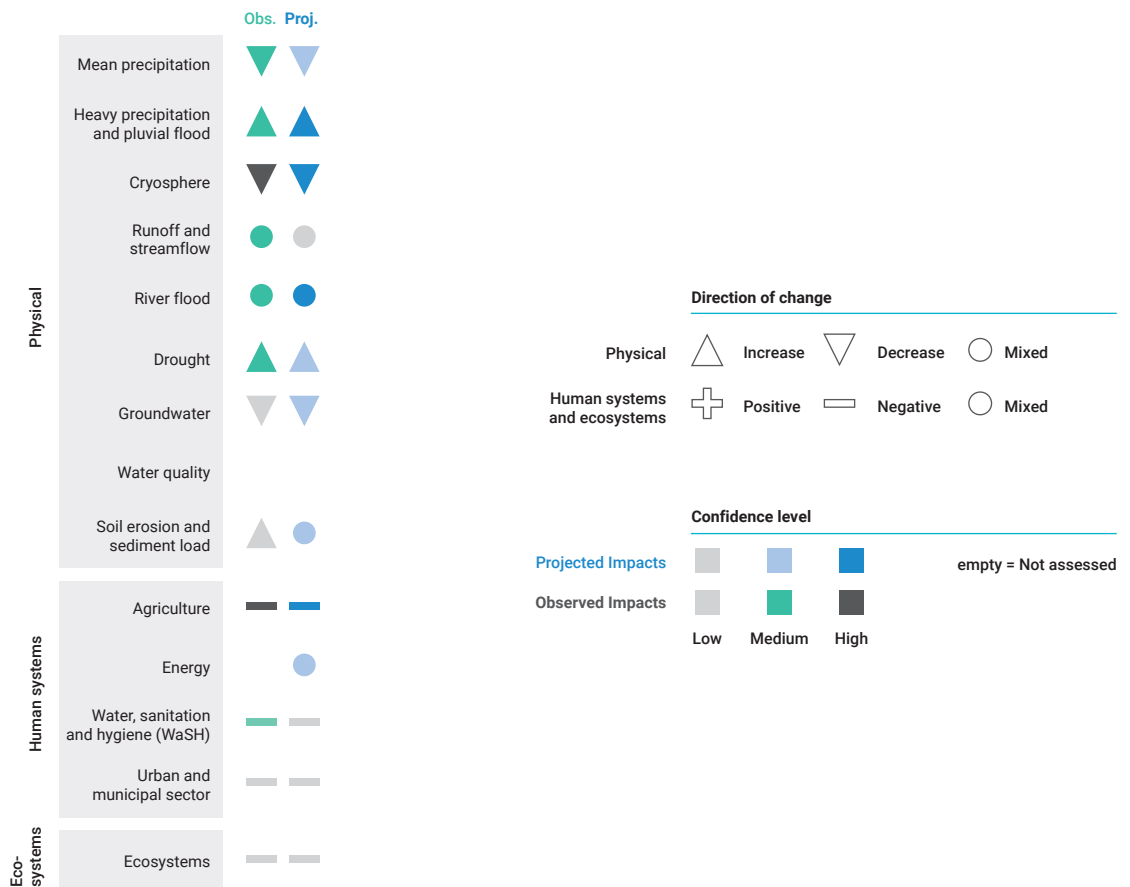 Obs. Proj.
Physical
Mean precipitation
Heavy precipitation
and pluvial flood
Cryosphere
Runoff and
streamflow
River flood
Drought
Groundwater
Water quality
Soil erosion and
sediment load
Human systems
Agriculture
Energy
Water, sanitation
and hygiene (WaSH)
Urban and
municipal sector
Eco-
systems
Ecosystems
Direction of change
Physical Increase Decrease Mixed
Human systems
and ecosystems
Positive Negative Mixed
Confidence level
Projected Impacts
empty = Not assessed
Observed Impacts
Low Medium High